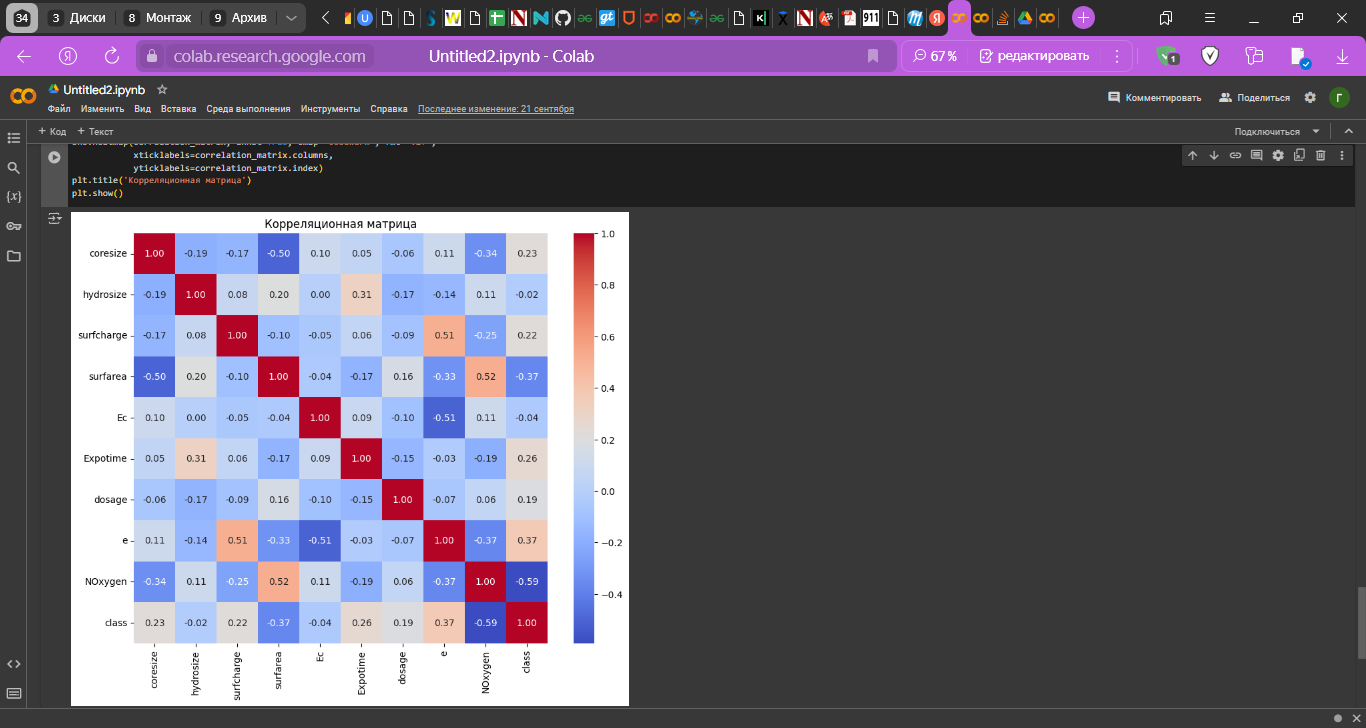 34 3 Диски 8 Монтаж 9 Архив
colab.research.google.com Untitled2.ipynb - Colab 67 % редактировать
Untitled2.ipynb
Файл Изменить Вид Вставка Среда выполнения Инструменты Справка Последнее изменение: 21 сентября
Комментировать Поделиться Г
+ Код + Текст Подключиться
xticklabels=correlation_matrix.columns,
yticklabels=correlation_matrix.index)
plt.title('Корреляционная матрица')
plt.show()
Корреляционная матрица
coresize 1.00 -0.19 -0.17 -0.50 0.10 0.05 -0.06 0.11 -0.34 0.23
hydrosize -0.19 1.00 0.08 0.20 0.00 0.31 -0.17 -0.14 0.11 -0.02
surfcharge -0.17 0.08 1.00 -0.10 -0.05 0.06 -0.09 0.51 -0.25 0.22
surfarea -0.50 0.20 -0.10 1.00 -0.04 -0.17 0.16 -0.33 0.52 -0.37
Ec 0.10 0.00 -0.05 -0.04 1.00 0.09 -0.10 -0.51 0.11 -0.04
Expotime 0.05 0.31 0.06 -0.17 0.09 1.00 -0.15 -0.03 -0.19 0.26
dosage -0.06 -0.17 -0.09 0.16 -0.10 -0.15 1.00 -0.07 0.06 0.19
e 0.11 -0.14 0.51 -0.33 -0.51 -0.03 -0.07 1.00 -0.37 0.37
NOxygen -0.34 0.11 -0.25 0.52 0.11 -0.19 0.06 -0.37 1.00 -0.59
class 0.23 -0.02 0.22 -0.37 -0.04 0.26 0.19 0.37 -0.59 1.00
coresize hydrosize surfcharge surfarea Ec Expotime dosage e NOxygen class
1.0
0.8
0.6
0.4
0.2
0.0
−0.2
−0.4